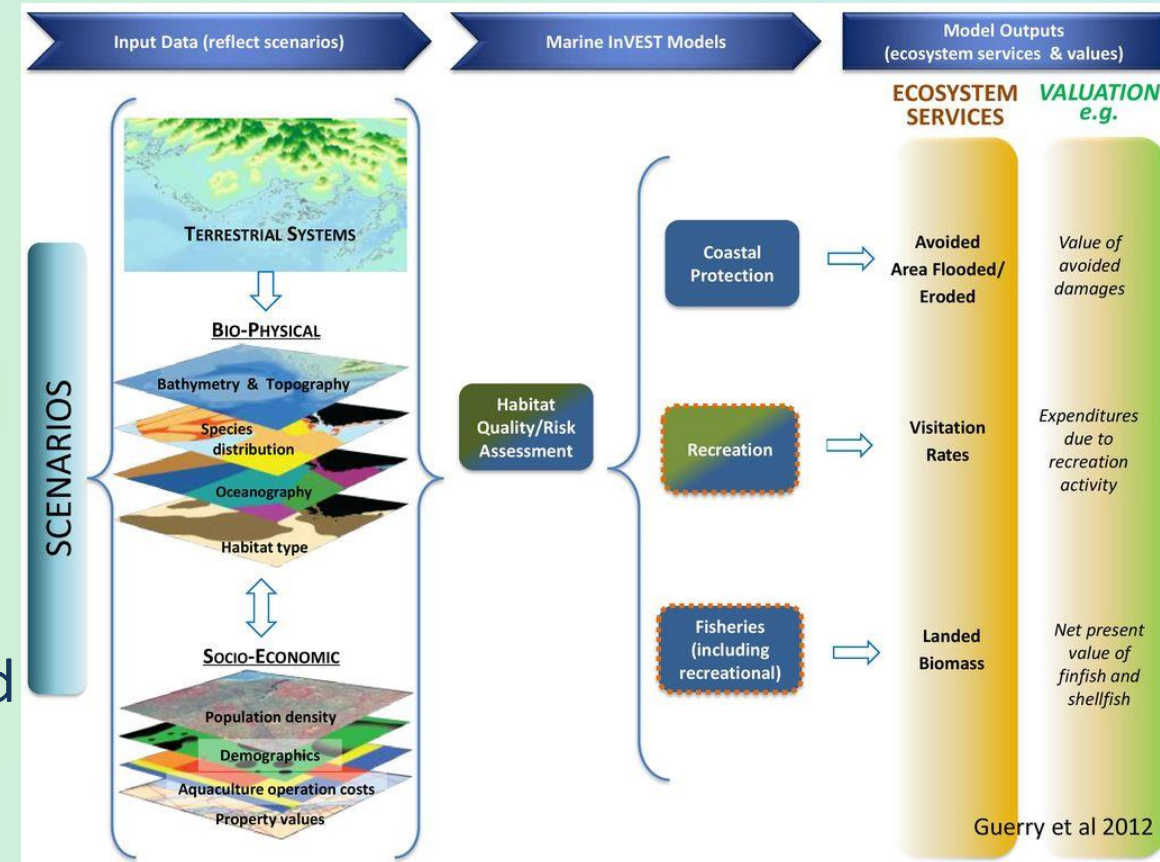 Input Data (reflect scenarios)
Marine InVEST Models
Model Outputs
(ecosystem services & values)
ECOSYSTEM
SERVICES
VALUATION
e.g.
SCENARIOS
TERRESTRIAL SYSTEMS
BIO-PHYSICAL
Bathymetry & Topography
Species
distribution
Oceanography
Habitat type
SOCIO-ECONOMIC
Population density
Demographics
Aquaculture operation costs
Property values
Habitat
Quality/Risk
Assessment
Coastal
Protection
Avoided
Area Flooded/
Eroded
Value of
avoided
damages
Recreation
Visitation
Rates
Expenditures
due to
recreation
activity
Fisheries
(including
recreational)
Landed
Biomass
Net present
value of
finfish and
shellfish
Guerry et al 2012
d